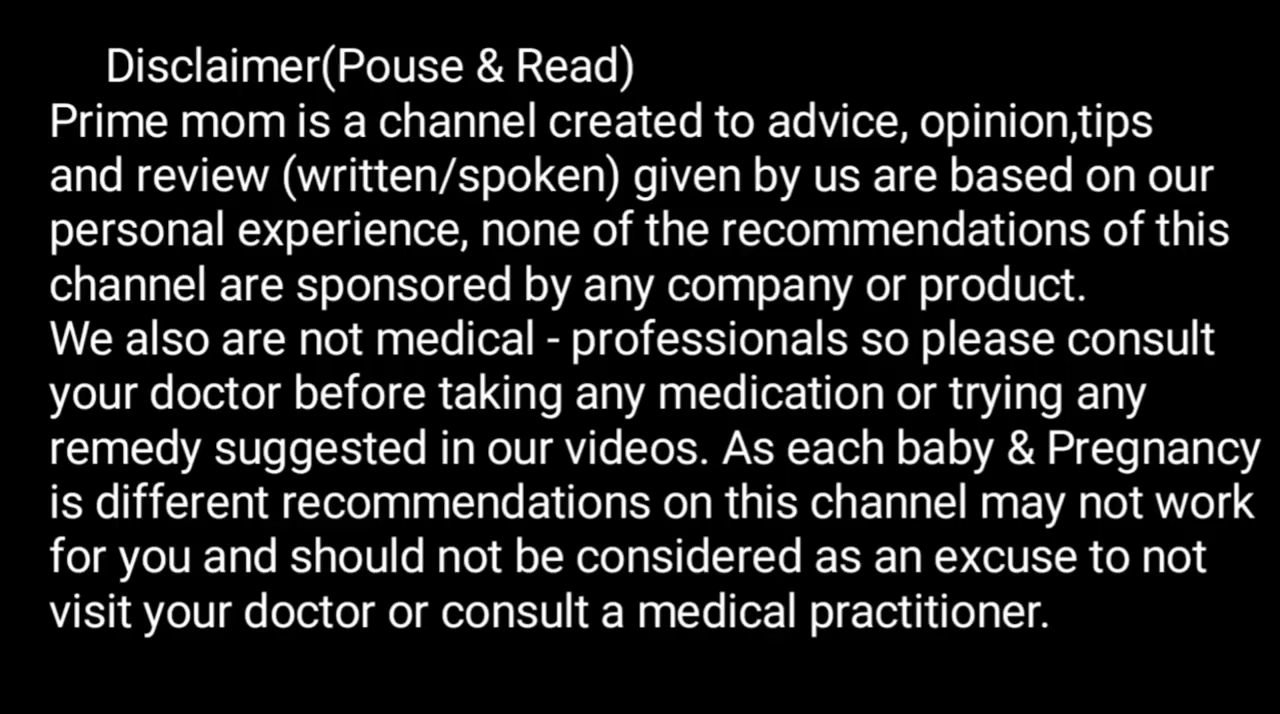 Disclaimer(Pouse & Read)
Prime mom is a channel created to advice, opinion,tips
and review (written/spoken) given by us are based on our
personal experience, none of the recommendations of this
channel are sponsored by any company or product.
We also are not medical - professionals so please consult
your doctor before taking any medication or trying any
remedy suggested in our videos. As each baby & Pregnancy
is different recommendations on this channel may not work
for you and should not be considered as an excuse to not
visit your doctor or consult a medical practitioner.